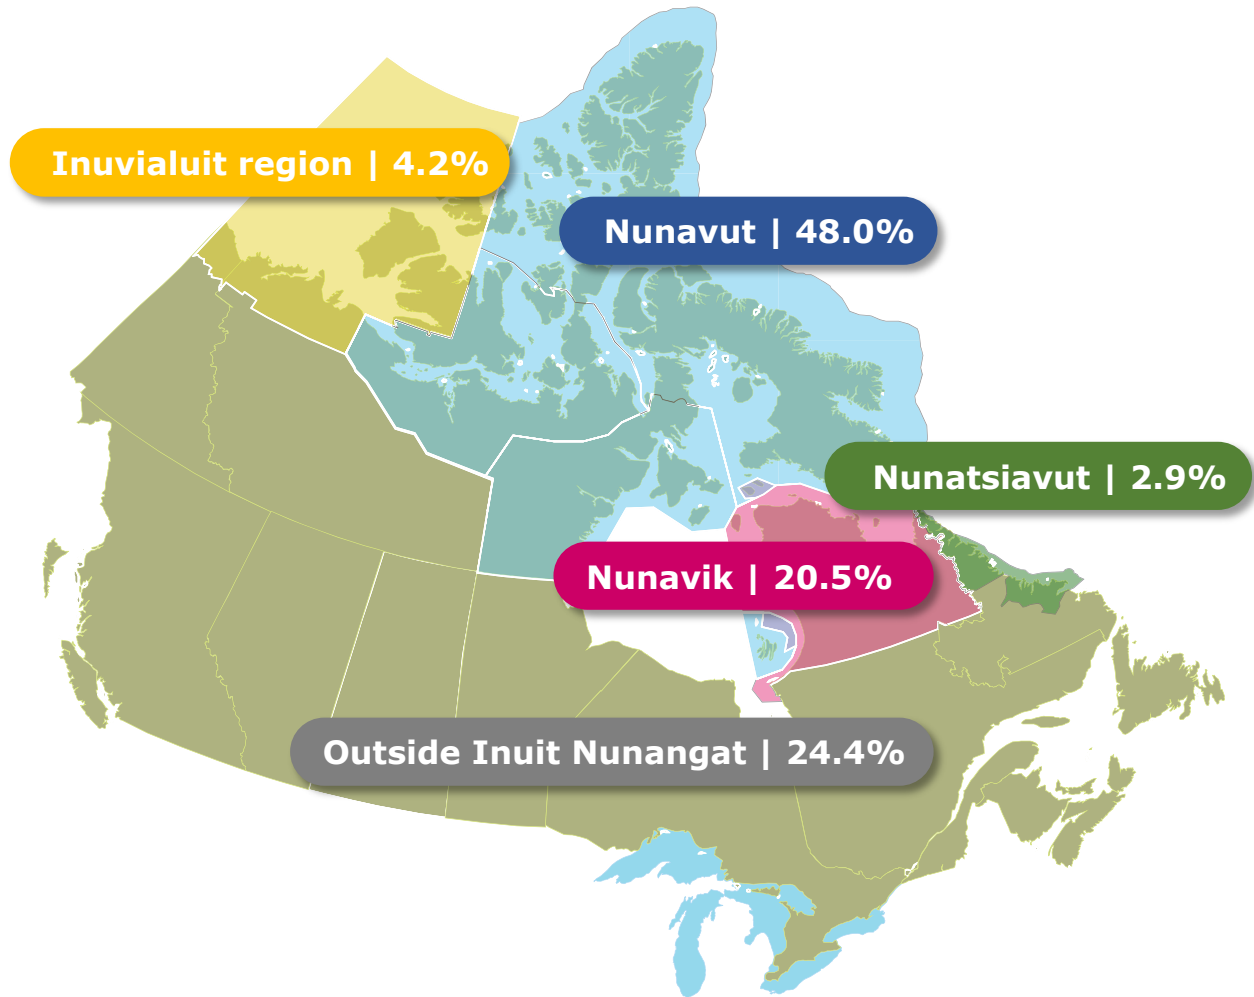 Inuvialuit region | 4.2%
Nunavut | 48.0%
Nunatsiavut | 2.9%
Nunavik | 20.5%
Outside Inuit Nunangat | 24.4%